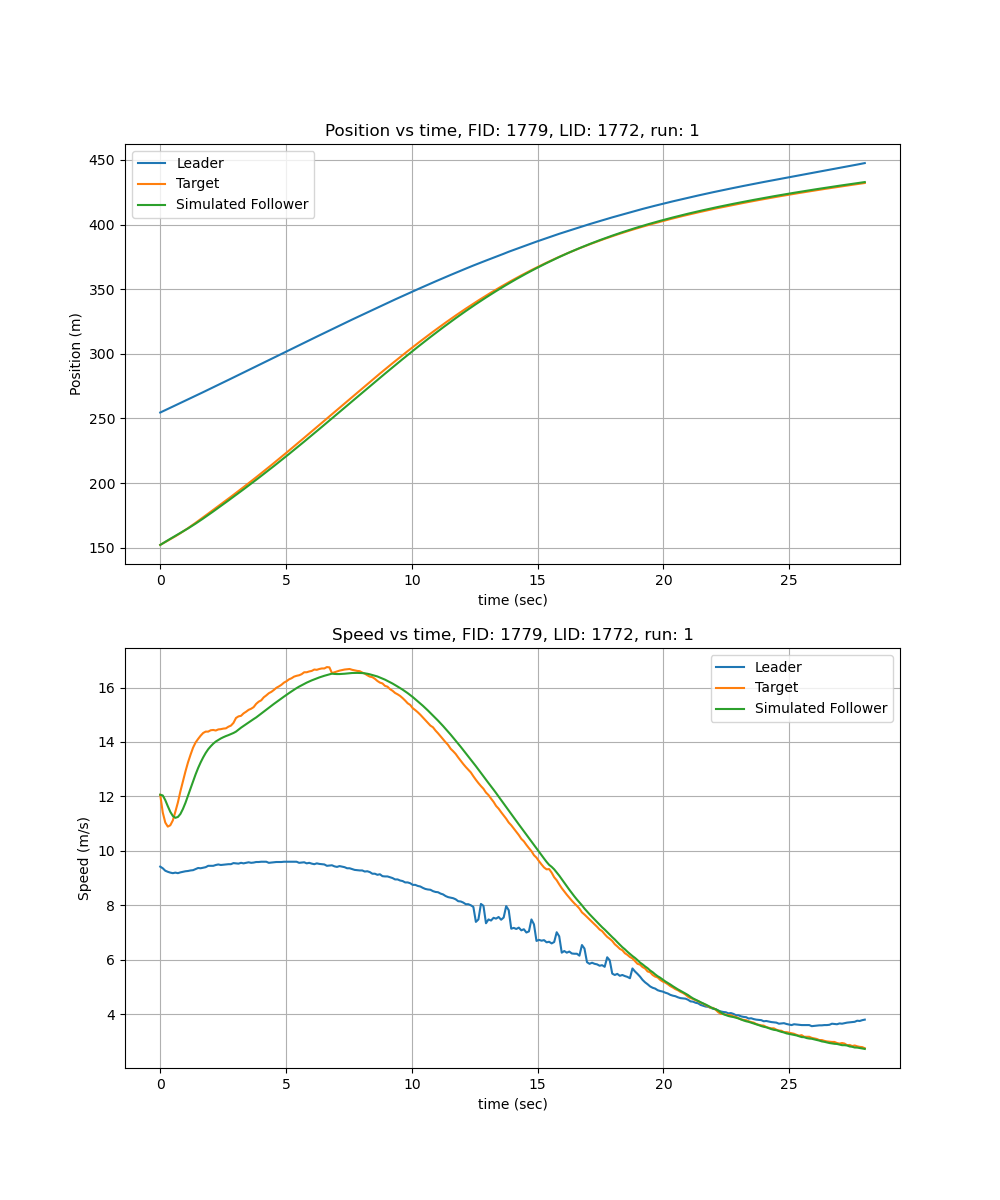 Position vs time, FID: 1779, LID: 1772, run: 1
Leader
Target
Simulated Follower
Position (m)
450
400
350
300
250
200
150
0 5 10 15 20 25
time (sec)
Speed vs time, FID: 1779, LID: 1772, run: 1
Leader
Target
Simulated Follower
Speed (m/s)
16
14
12
10
8
6
4
0 5 10 15 20 25
time (sec)